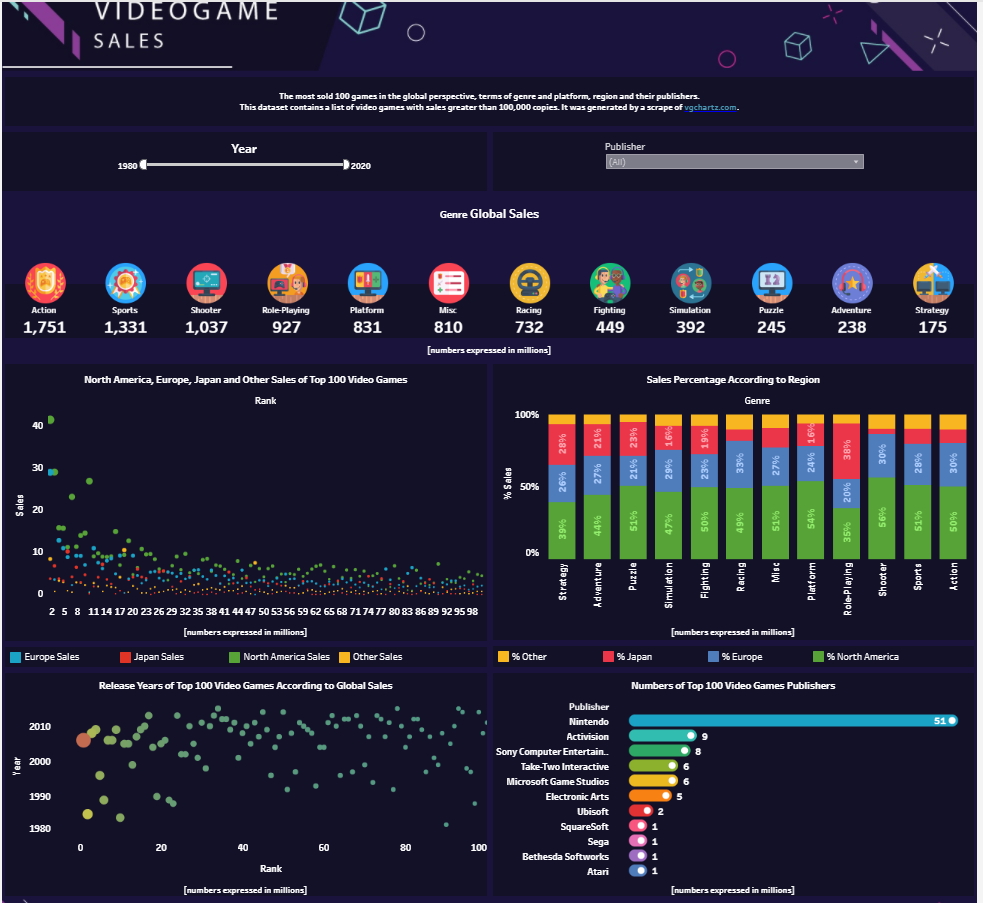 VIDEOGAME
SALES
The most sold 100 games in the global perspective, terms of genre and platform, region and their publishers.
This dataset contains a list of video games with sales greater than 100,000 copies. It was generated by a scrape of vgchartz.com.
Year
1980 2020
Publisher
(All)
Genre Global Sales
Action Sports Shooter Role-Playing Platform Misc Racing Fighting Simulation Puzzle Adventure Strategy
1,751 1,331 1,037 927 831 810 732 449 392 245 238 175
[numbers expressed in millions]
North America, Europe, Japan and Other Sales of Top 100 Video Games
Rank
Sales
40
30
20
10
0
2 5 8 11 14 17 20 23 26 29 32 35 38 41 44 47 50 53 56 59 62 65 68 71 74 77 80 83 86 89 92 95 98
[numbers expressed in millions]
Europe Sales Japan Sales North America Sales Other Sales
Sales Percentage According to Region
Genre
% Sales
100%
50%
0%
28% 21% 23% 16% 19% 16% 38%
26% 27% 21% 29% 23% 33% 27% 24% 20% 30% 28% 30%
39% 44% 51% 47% 50% 49% 51% 54% 35% 56% 51% 50%
Strategy Adventure Puzzle Simulation Fighting Racing Misc Platform Role-Playing Shooter Sports Action
[numbers expressed in millions]
% Other % Japan % Europe % North America
Release Years of Top 100 Video Games According to Global Sales
Year
2010
2000
1990
1980
0 20 40 60 80 100
Rank
[numbers expressed in millions]
Numbers of Top 100 Video Games Publishers
Publisher
Nintendo 51
Activision 9
Sony Computer Entertain.. 8
Take-Two Interactive 6
Microsoft Game Studios 6
Electronic Arts 5
Ubisoft 2
SquareSoft 1
Sega 1
Bethesda Softworks 1
Atari 1
[numbers expressed in millions]